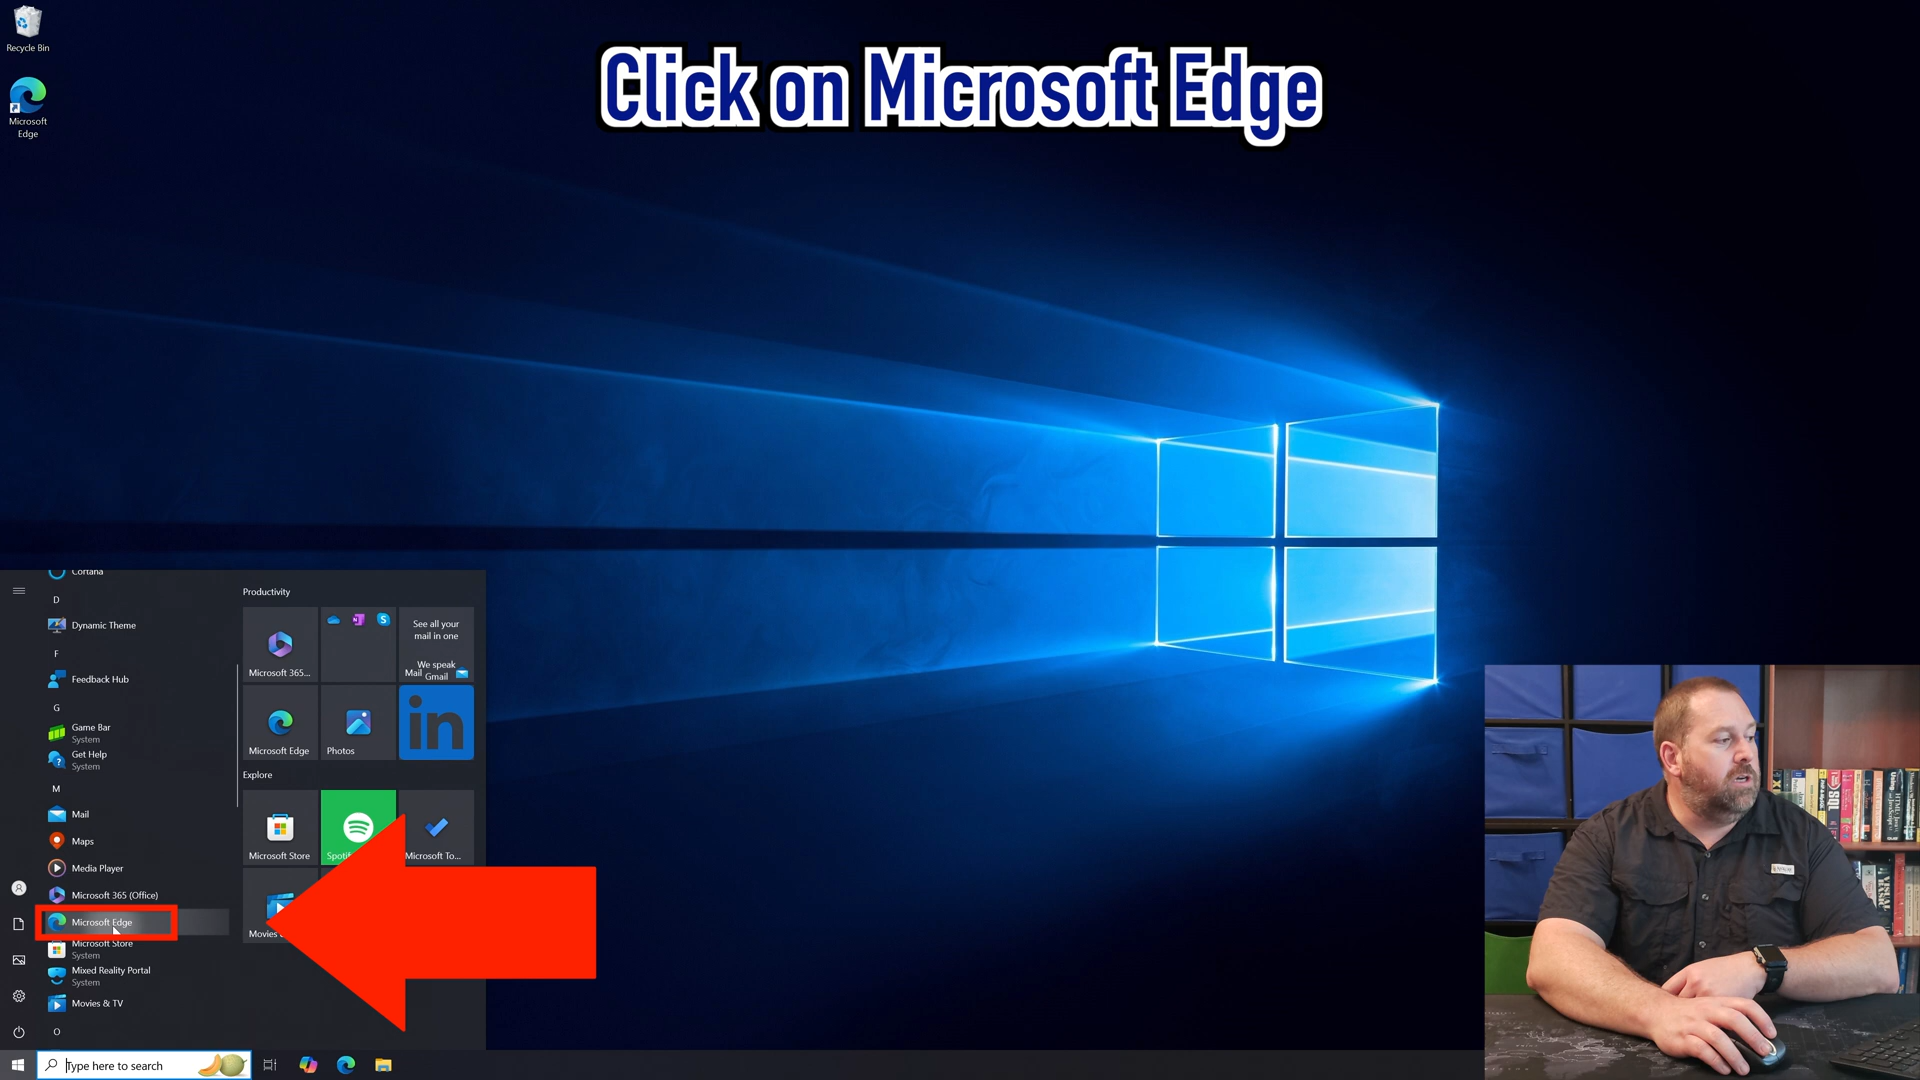 Recycle Bin
Microsoft
Edge
Click on Microsoft Edge
Cortana
D
Dynamic Theme
F
Feedback Hub
G
Game Bar
System
Get Help
System
M
Mail
Maps
Media Player
Microsoft 365 (Office)
Microsoft Edge
Microsoft Store
System
Mixed Reality Portal
System
Movies & TV
O
Productivity
Microsoft 365...
See all your
mail in one
We speak
Gmail
Mail
Microsoft Edge
Photos
in
Explore
Microsoft Store
Spotif
Microsoft To...
Movies
Type here to search
SQL